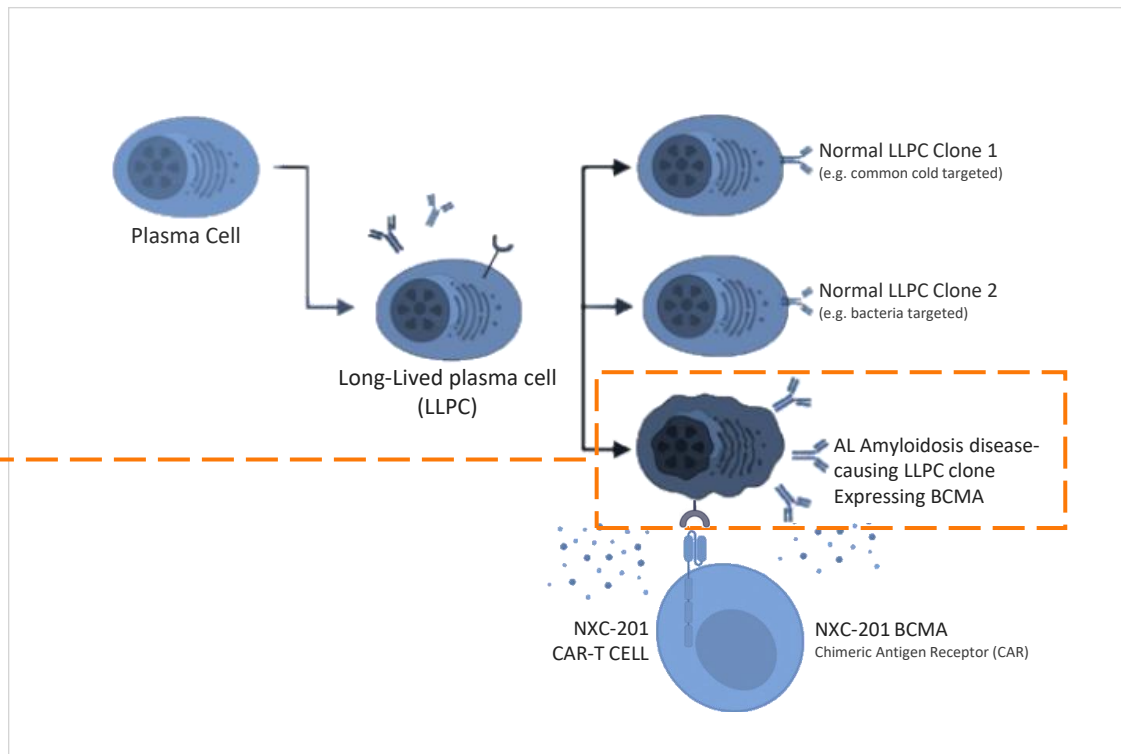 Plasma Cell
Long-Lived plasma cell
(LLPC)
Normal LLPC Clone 1
(e.g. common cold targeted)
Normal LLPC Clone 2
(e.g. bacteria targeted)
AL Amyloidosis disease-
causing LLPC clone
Expressing BCMA
NXC-201
CAR-T CELL
NXC-201 BCMA
Chimeric Antigen Receptor (CAR)